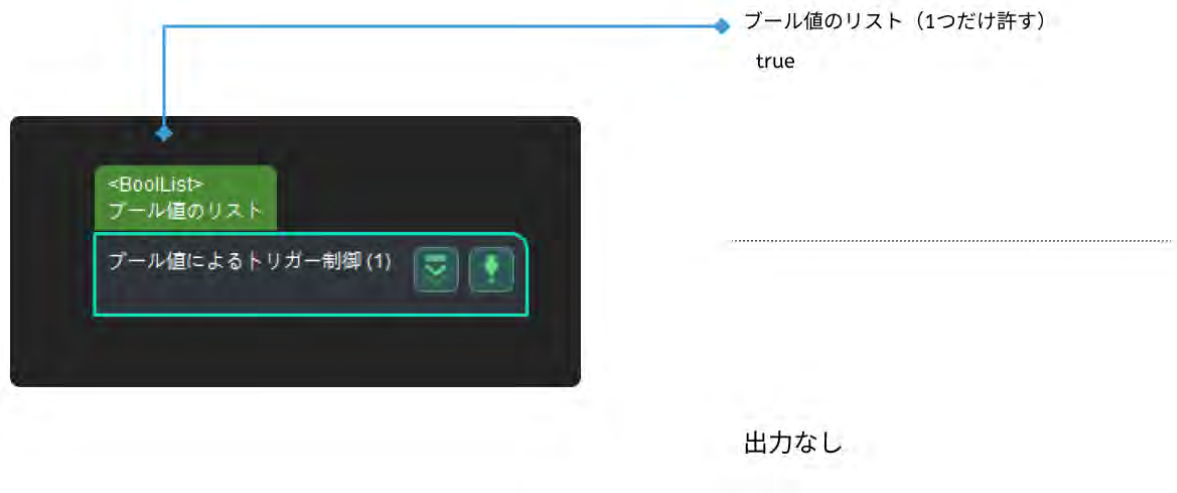 ブール値のリスト（1つだけ許す）
true
<BoolList>
ブール値のリスト
ブール値によるトリガー制御 (1)
出力なし